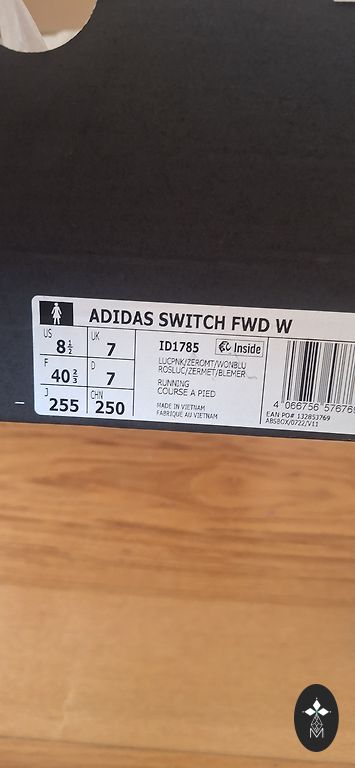 ADIDAS SWITCH FWD W
US 8½ UK 7
F 40⅔ D 7
J 255 CHN 250
ID1785
Inside
LUCPNK/ZEROMT/WONBLU
ROSLUC/ZERMET/BLEMER
RUNNING
COURSE A PIED
MADE IN VIETNAM
FABRIQUE AU VIETNAM
4 066756 57676
EAN PO# 132853769
ABSBOX/0722/V11
M